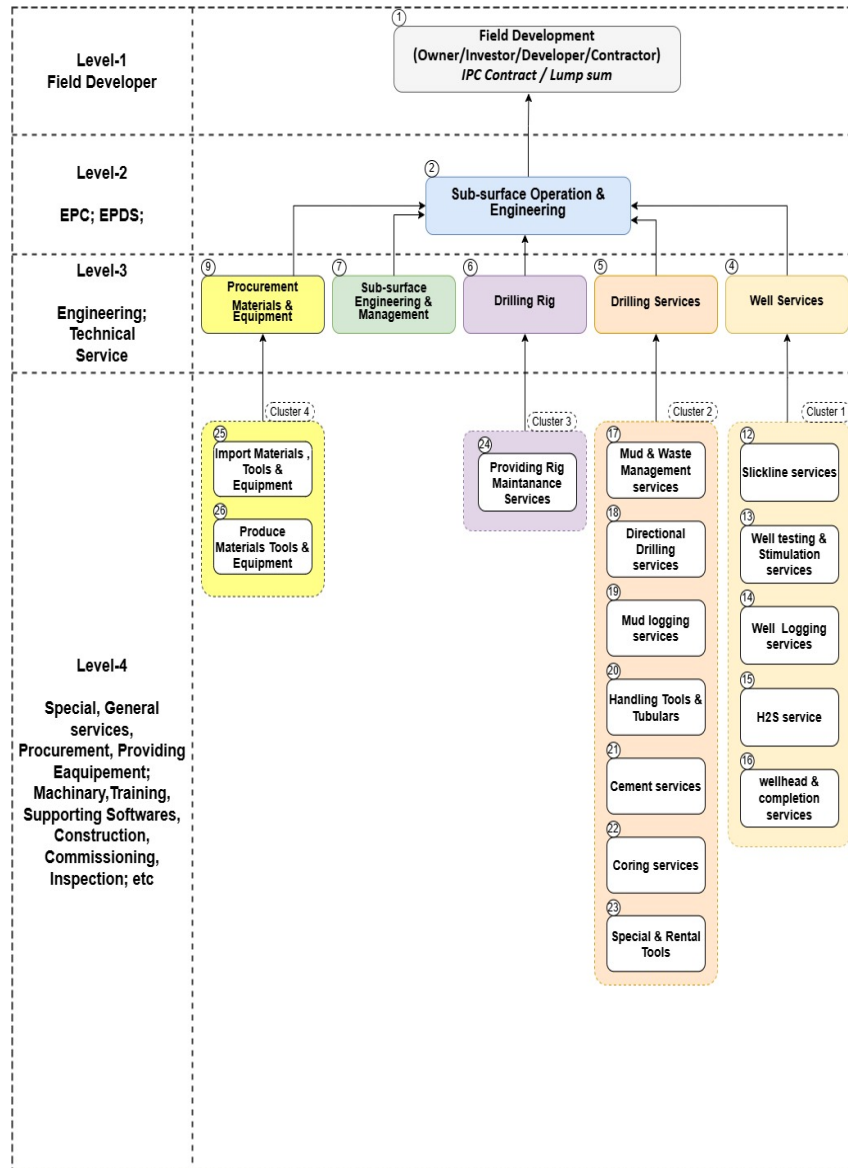 Level-1
Field Developer
1
Field Development
(Owner/Investor/Developer/Contractor)
IPC Contract / Lump sum
Level-2
EPC; EPDS;
2
Sub-surface Operation &
Engineering
Level-3
Engineering;
Technical
Service
9
Procurement
Materials &
Equipment
7
Sub-surface
Engineering &
Management
6
Drilling Rig
5
Drilling Services
4
Well Services
Level-4
Special, General
services,
Procurement, Providing
Eaquipement;
Machinary,Training,
Supporting Softwares,
Construction,
Commissioning,
Inspection; etc
Cluster 4
25
Import Materials ,
Tools &
Equipment
26
Produce
Materials Tools &
Equipment
Cluster 3
24
Providing Rig
Maintanance
Services
Cluster 2
17
Mud & Waste
Management
services
18
Directional
Drilling
services
19
Mud logging
services
20
Handling Tools &
Tubulars
21
Cement services
22
Coring services
23
Special & Rental
Tools
Cluster 1
12
Slickline services
13
Well testing &
Stimulation
services
14
Well Logging
services
15
H2S service
16
wellhead &
completion
services